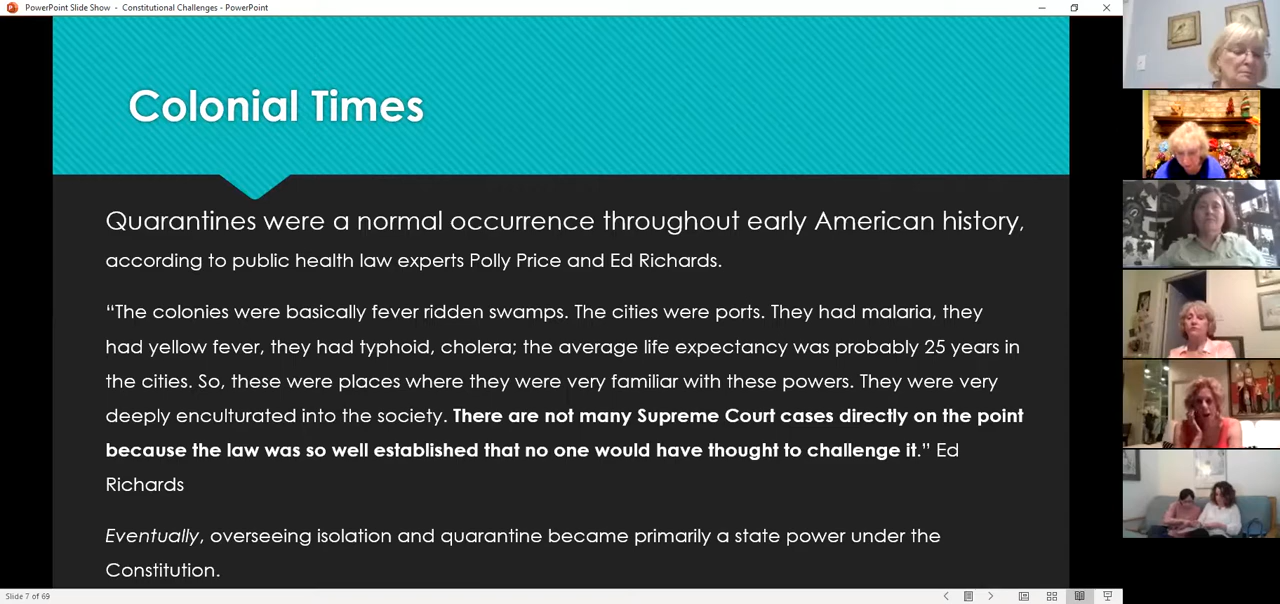 PowerPoint Slide Show - Constitutional Challenges - PowerPoint
Colonial Times
Quarantines were a normal occurrence throughout early American history,
according to public health law experts Polly Price and Ed Richards.
“The colonies were basically fever ridden swamps. The cities were ports. They had malaria, they
had yellow fever, they had typhoid, cholera; the average life expectancy was probably 25 years in
the cities. So, these were places where they were very familiar with these powers. They were very
deeply enculturated into the society. There are not many Supreme Court cases directly on the point
because the law was so well established that no one would have thought to challenge it.” Ed
Richards
Eventually, overseeing isolation and quarantine became primarily a state power under the
Constitution.
Slide 7 of 69